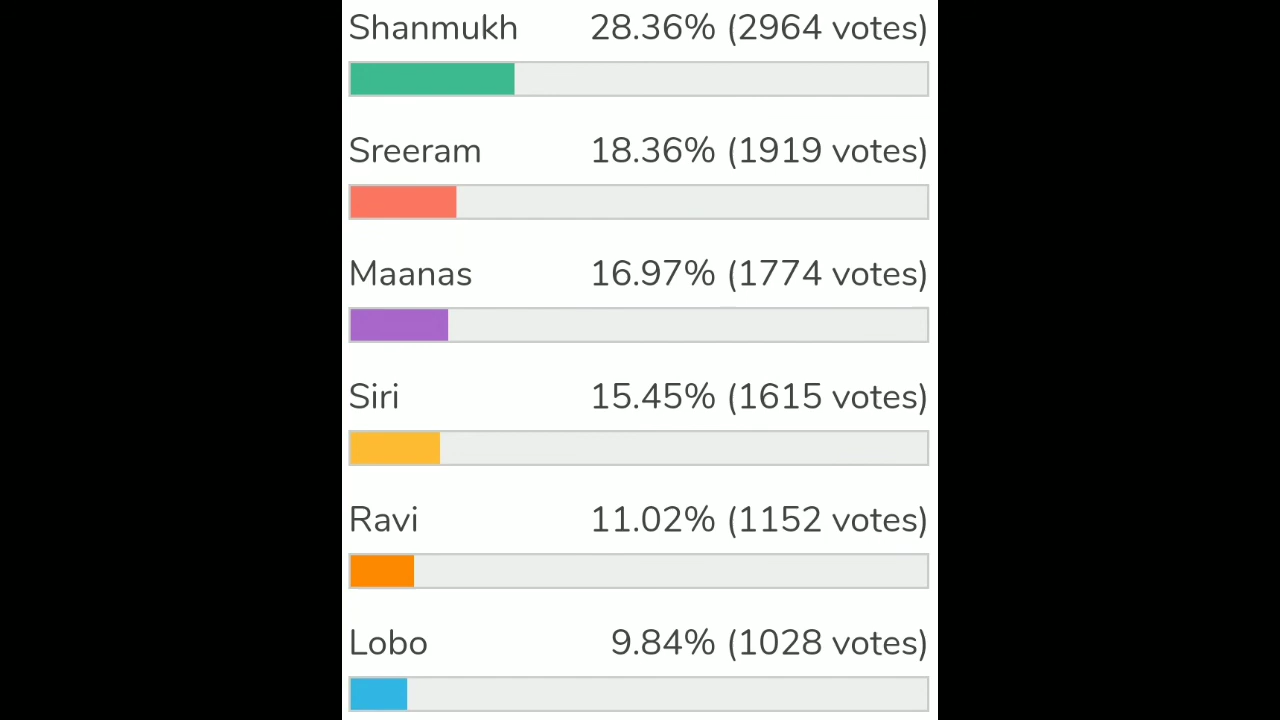 Shanmukh 28.36% (2964 votes)
Sreeram 18.36% (1919 votes)
Maanas 16.97% (1774 votes)
Siri 15.45% (1615 votes)
Ravi 11.02% (1152 votes)
Lobo 9.84% (1028 votes)